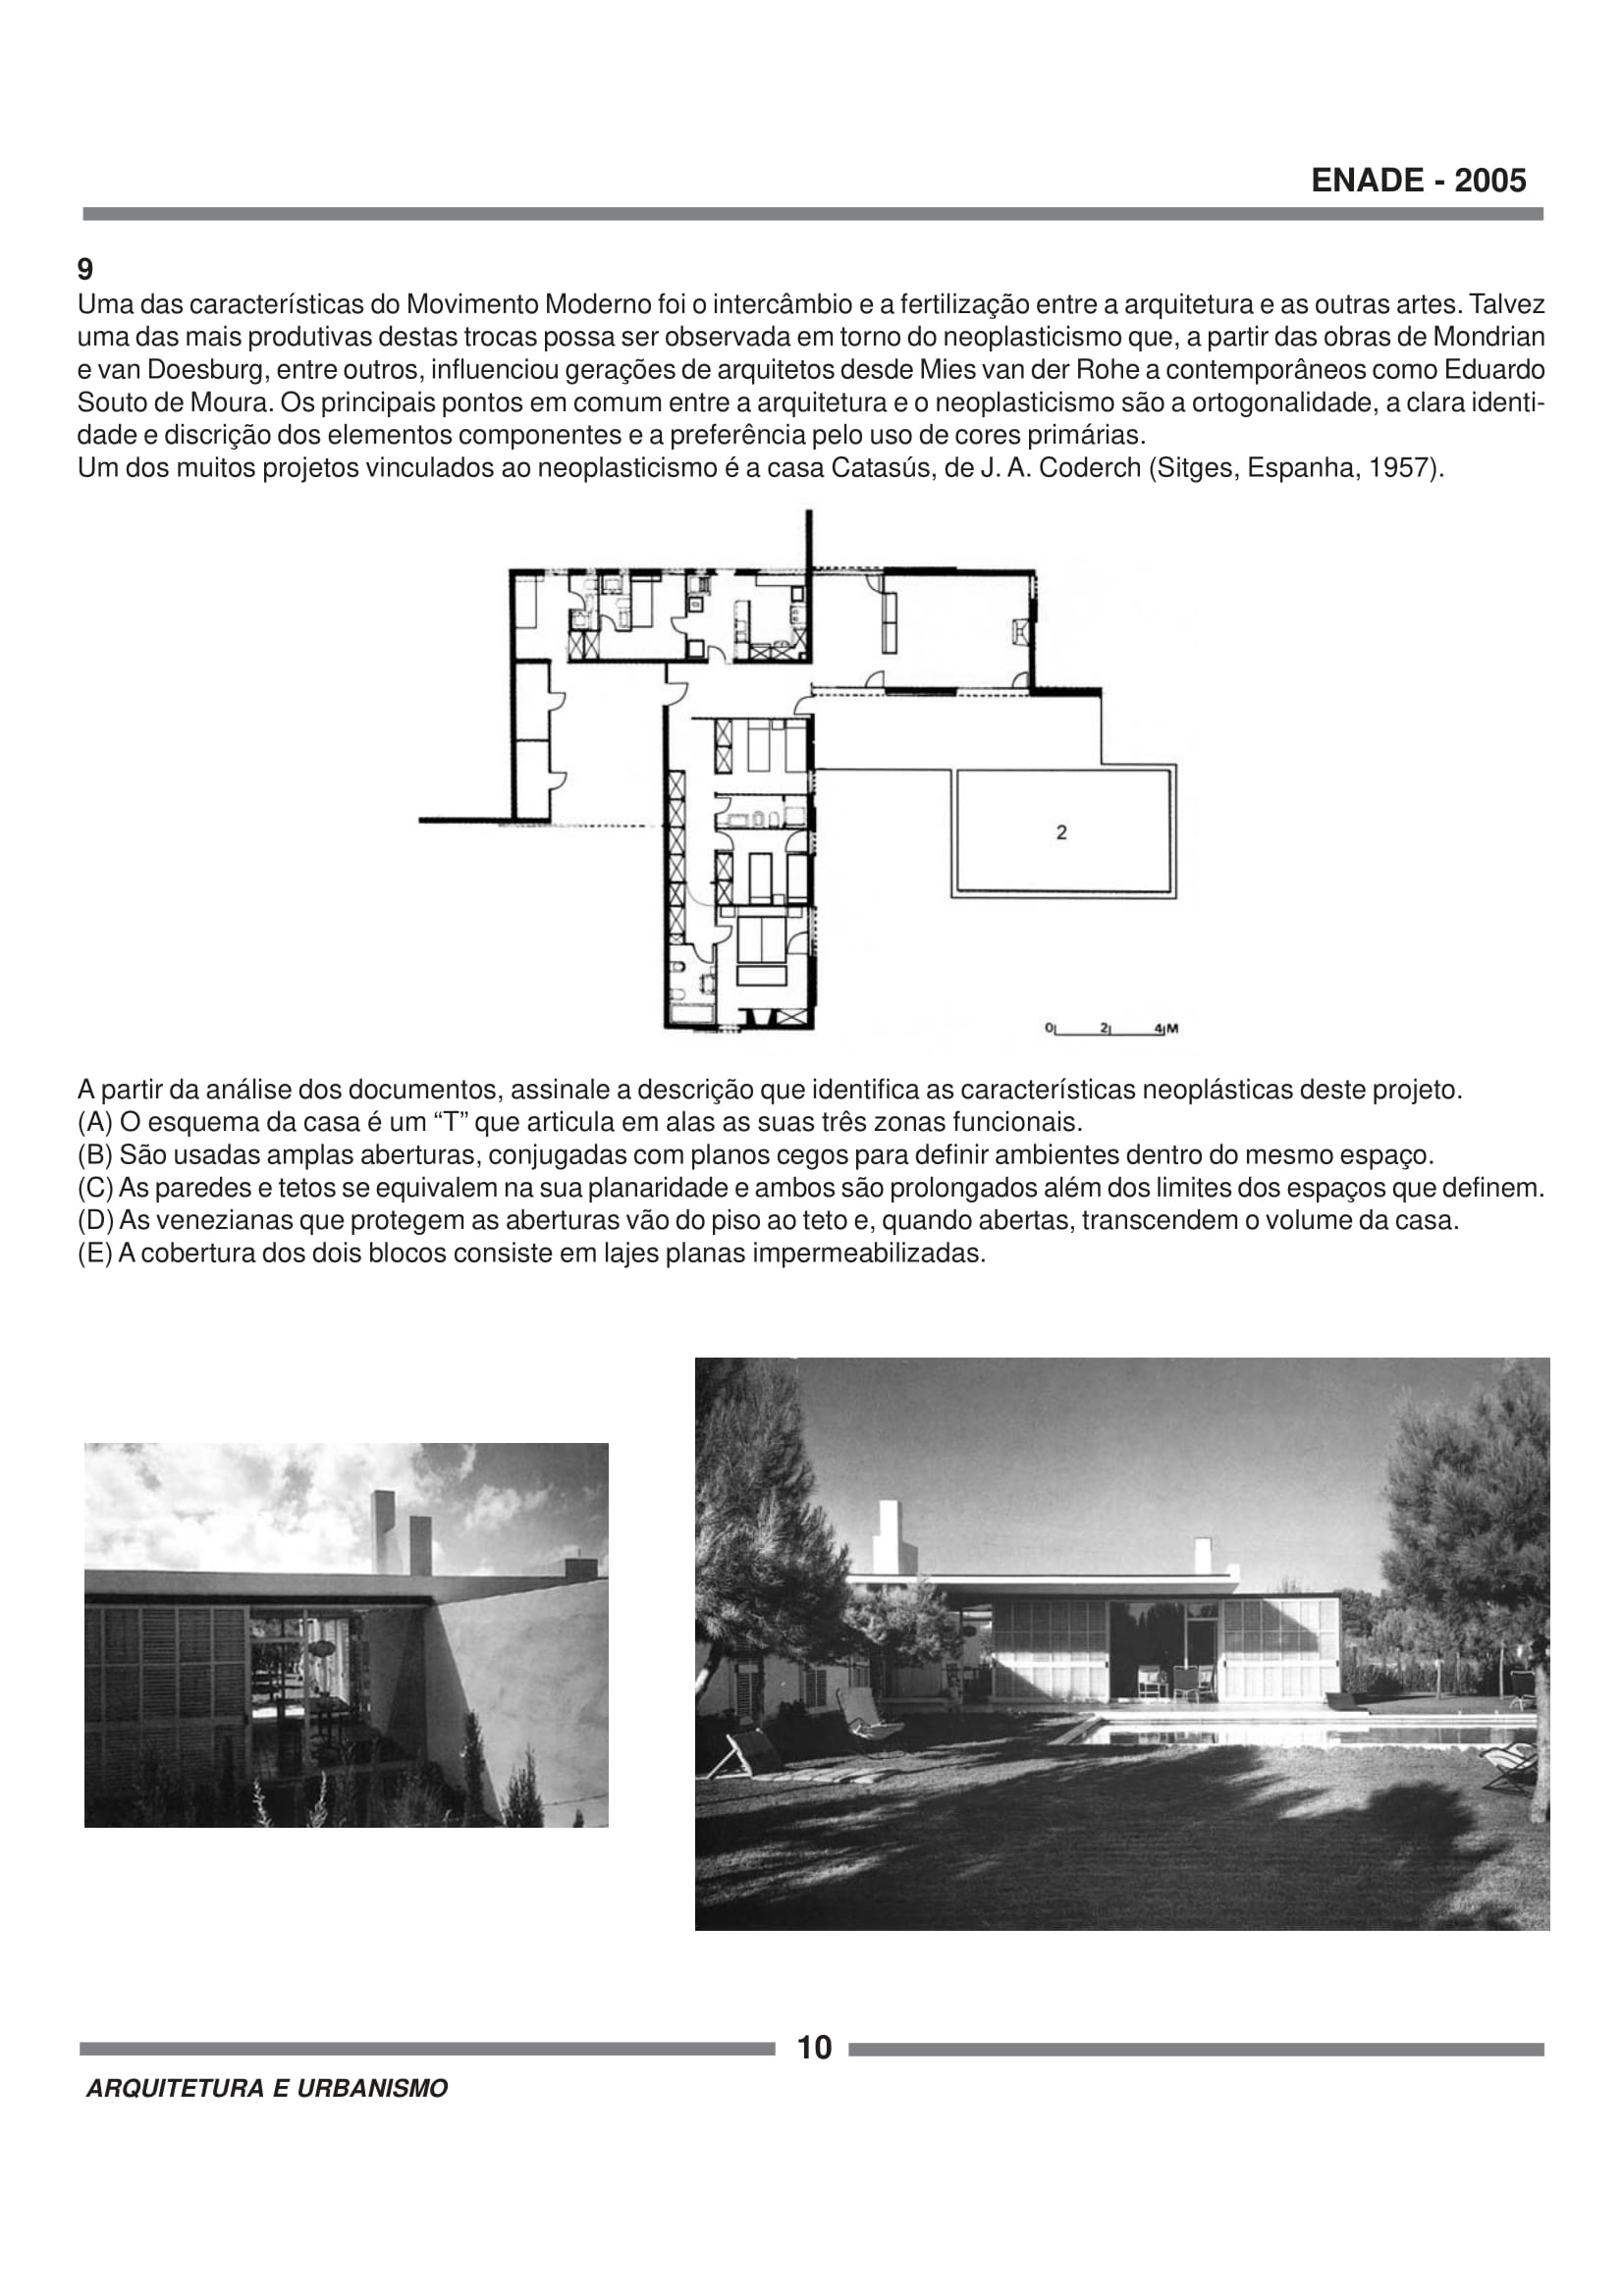 ENADE - 2005
9
Uma das características do Movimento Moderno foi o intercâmbio e a fertilização entre a arquitetura e as outras artes. Talvez
uma das mais produtivas destas trocas possa ser observada em torno do neoplasticismo que, a partir das obras de Mondrian
e van Doesburg, entre outros, influenciou gerações de arquitetos desde Mies van der Rohe a contemporâneos como Eduardo
Souto de Moura. Os principais pontos em comum entre a arquitetura e o neoplasticismo são a ortogonalidade, a clara identi-
dade e discrição dos elementos componentes e a preferência pelo uso de cores primárias.
Um dos muitos projetos vinculados ao neoplasticismo é a casa Catasús, de J. A. Coderch (Sitges, Espanha, 1957).
2
0 2 4 M
A partir da análise dos documentos, assinale a descrição que identifica as características neoplásticas deste projeto.
(A) O esquema da casa é um “T” que articula em alas as suas três zonas funcionais.
(B) São usadas amplas aberturas, conjugadas com planos cegos para definir ambientes dentro do mesmo espaço.
(C) As paredes e tetos se equivalem na sua planaridade e ambos são prolongados além dos limites dos espaços que definem.
(D) As venezianas que protegem as aberturas vão do piso ao teto e, quando abertas, transcendem o volume da casa.
(E) A cobertura dos dois blocos consiste em lajes planas impermeabilizadas.
10
ARQUITETURA E URBANISMO